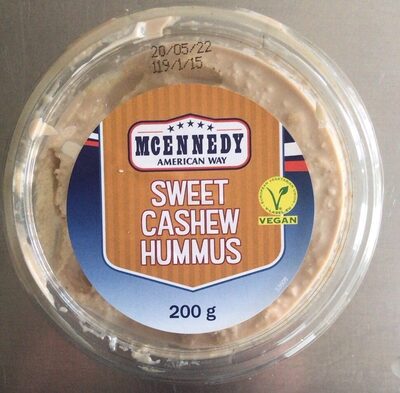 20/05/22
119/1/15
MCENNEDY
AMERICAN WAY
SWEET
CASHEW
HUMMUS
VEGAN
200 g